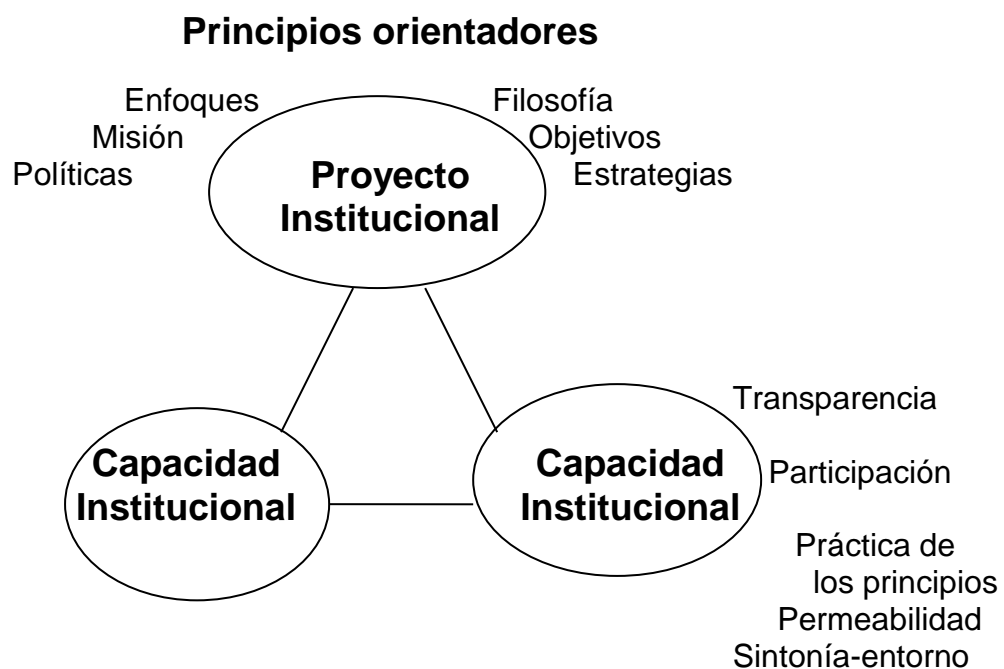 Principios orientadores
Enfoques
Misión
Políticas
Filosofía
Objetivos
Estrategias
Proyecto
Institucional
Capacidad
Institucional
Capacidad
Institucional
Transparencia
Participación
Práctica de
los principios
Permeabilidad
Sintonía-entorno